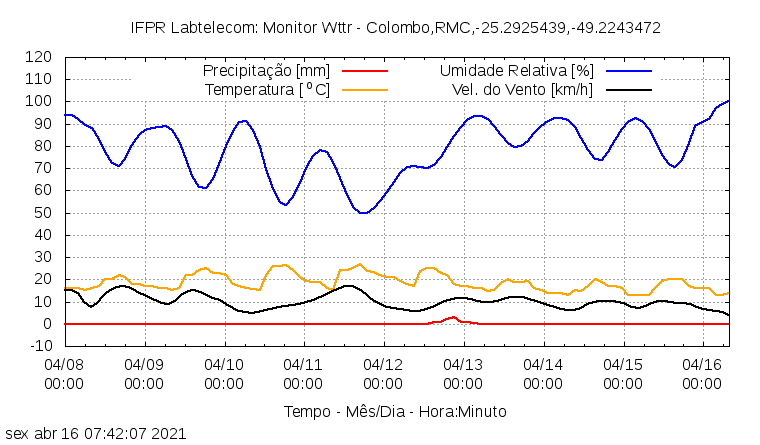 IFPR Labtelecom: Monitor Wttr - Colombo,RMC,-25.2925439,-49.2243472
Precipitação [mm]
Temperatura [ºC]
Umidade Relativa [%]
Vel. do Vento [km/h]
120
110
100
90
80
70
60
50
40
30
20
10
0
-10
04/08 04/09 04/10 04/11 04/12 04/13 04/14 04/15 04/16
00:00 00:00 00:00 00:00 00:00 00:00 00:00 00:00 00:00
Tempo - Mês/Dia - Hora:Minuto
sex abr 16 07:42:07 2021